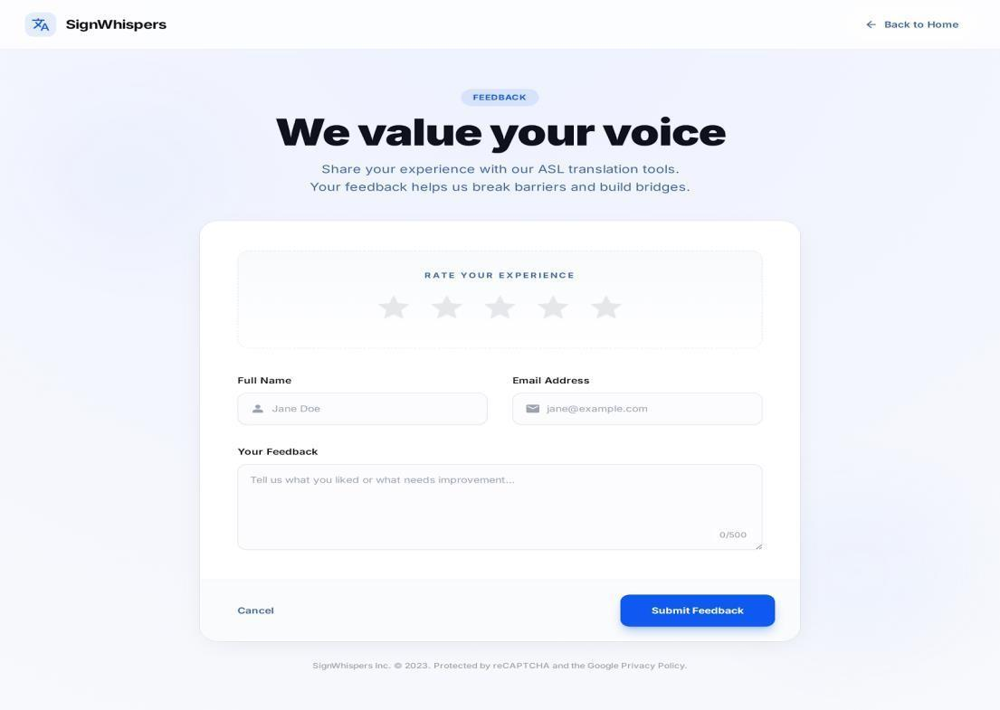 SignWhispers
Back to Home
FEEDBACK
We value your voice
Share your experience with our ASL translation tools.
Your feedback helps us break barriers and build bridges.
RATE YOUR EXPERIENCE
Full Name
Email Address
Jane Doe
jane@example.com
Your Feedback
Tell us what you liked or what needs improvement...
0/500
Cancel
Submit Feedback
SignWhispers Inc. © 2023. Protected by reCAPTCHA and the Google Privacy Policy.